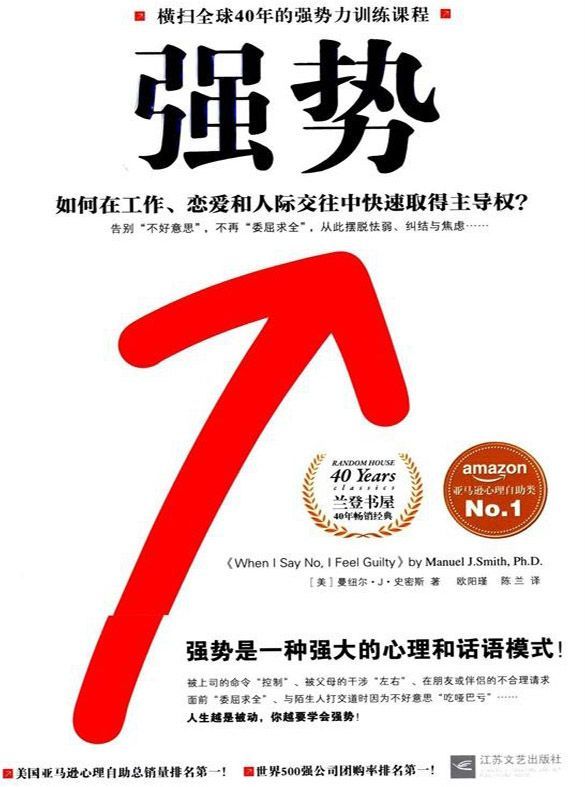 横扫全球40年的强势力训练课程
强势
如何在工作、恋爱和人际交往中快速取得主导权?
告别“不好意思”,不再“委屈求全”,从此摆脱怯弱、纠结与焦虑……
RANDOM HOUSE
40 Years
classics
兰登书屋
40年畅销经典
amazon
亚马逊心理自助类
No.1
《When I Say No, I Feel Guilty》by Manuel J.Smith, Ph.D.
[美]曼纽尔·J·史密斯 著 欧阳瑾 陈兰 译
强势是一种强大的心理和话语模式!
被上司的命令“控制”、被父母的干涉“左右”、在朋友或伴侣的不合理请求
面前“委屈求全”、与陌生人打交道时因为不好意思“吃哑巴亏”……
人生越是被动,你越要学会强势!
美国亚马逊心理自助总销量排名第一! 世界500强公司团购率排名第一!
江苏文艺出版社